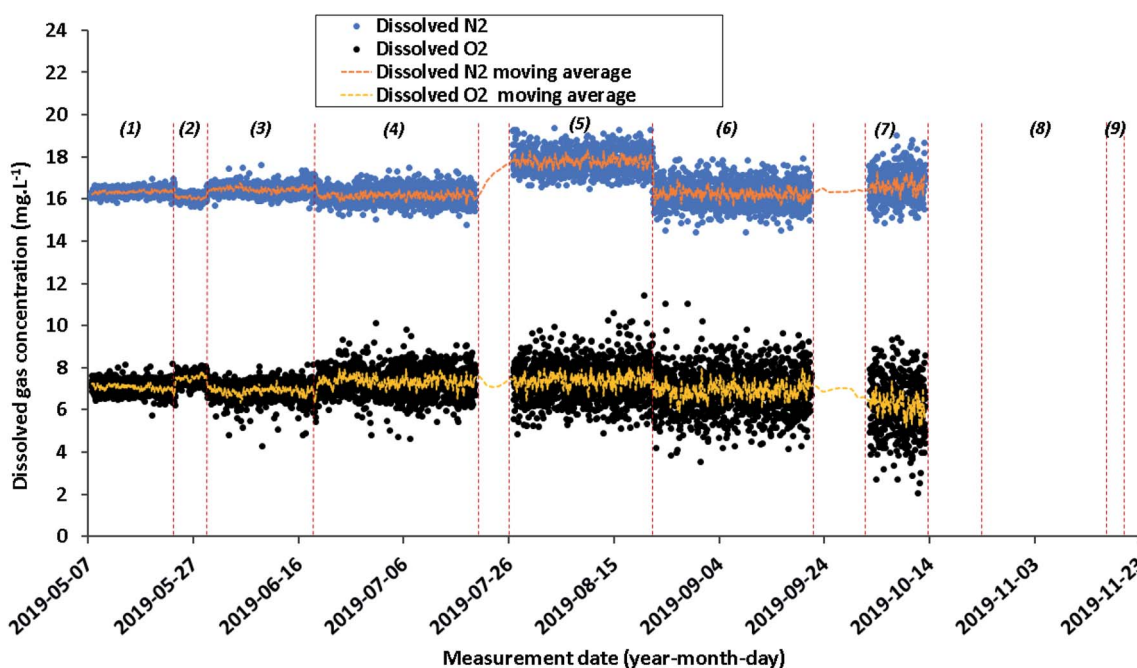 Dissolved N2
Dissolved O2
Dissolved N2 moving average
Dissolved O2 moving average
24
22
20
18
16
14
12
10
8
6
4
2
0
Dissolved gas concentration (mg.L⁻¹)
(1) (2) (3) (4) (5) (6) (7) (8) (9)
2019-05-07 2019-05-27 2019-06-16 2019-07-06 2019-07-26 2019-08-15 2019-09-04 2019-09-24 2019-10-14 2019-11-03 2019-11-23
Measurement date (year-month-day)